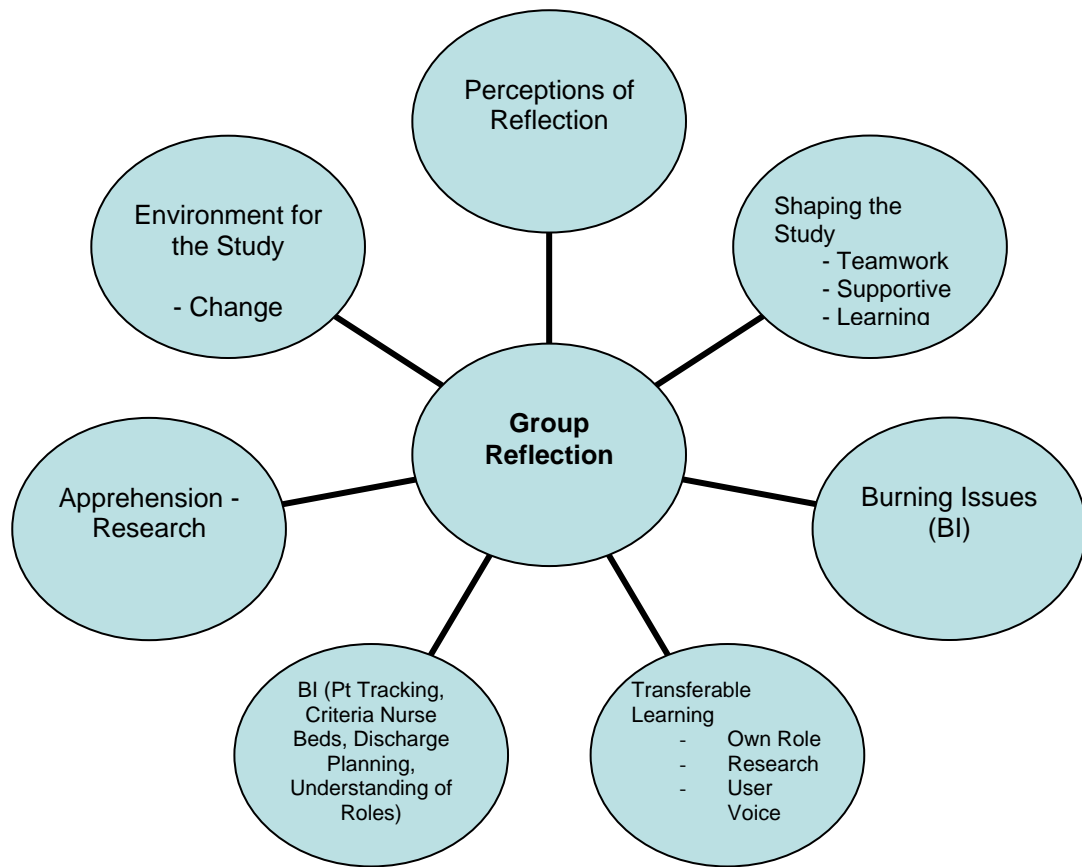 Perceptions of
Reflection
Environment for
the Study
- Change
Shaping the
Study
- Teamwork
- Supportive
- Learning
Group
Reflection
Apprehension -
Research
Burning Issues
(BI)
BI (Pt Tracking,
Criteria Nurse
Beds, Discharge
Planning,
Understanding of
Roles)
Transferable
Learning
- Own Role
- Research
- User
Voice